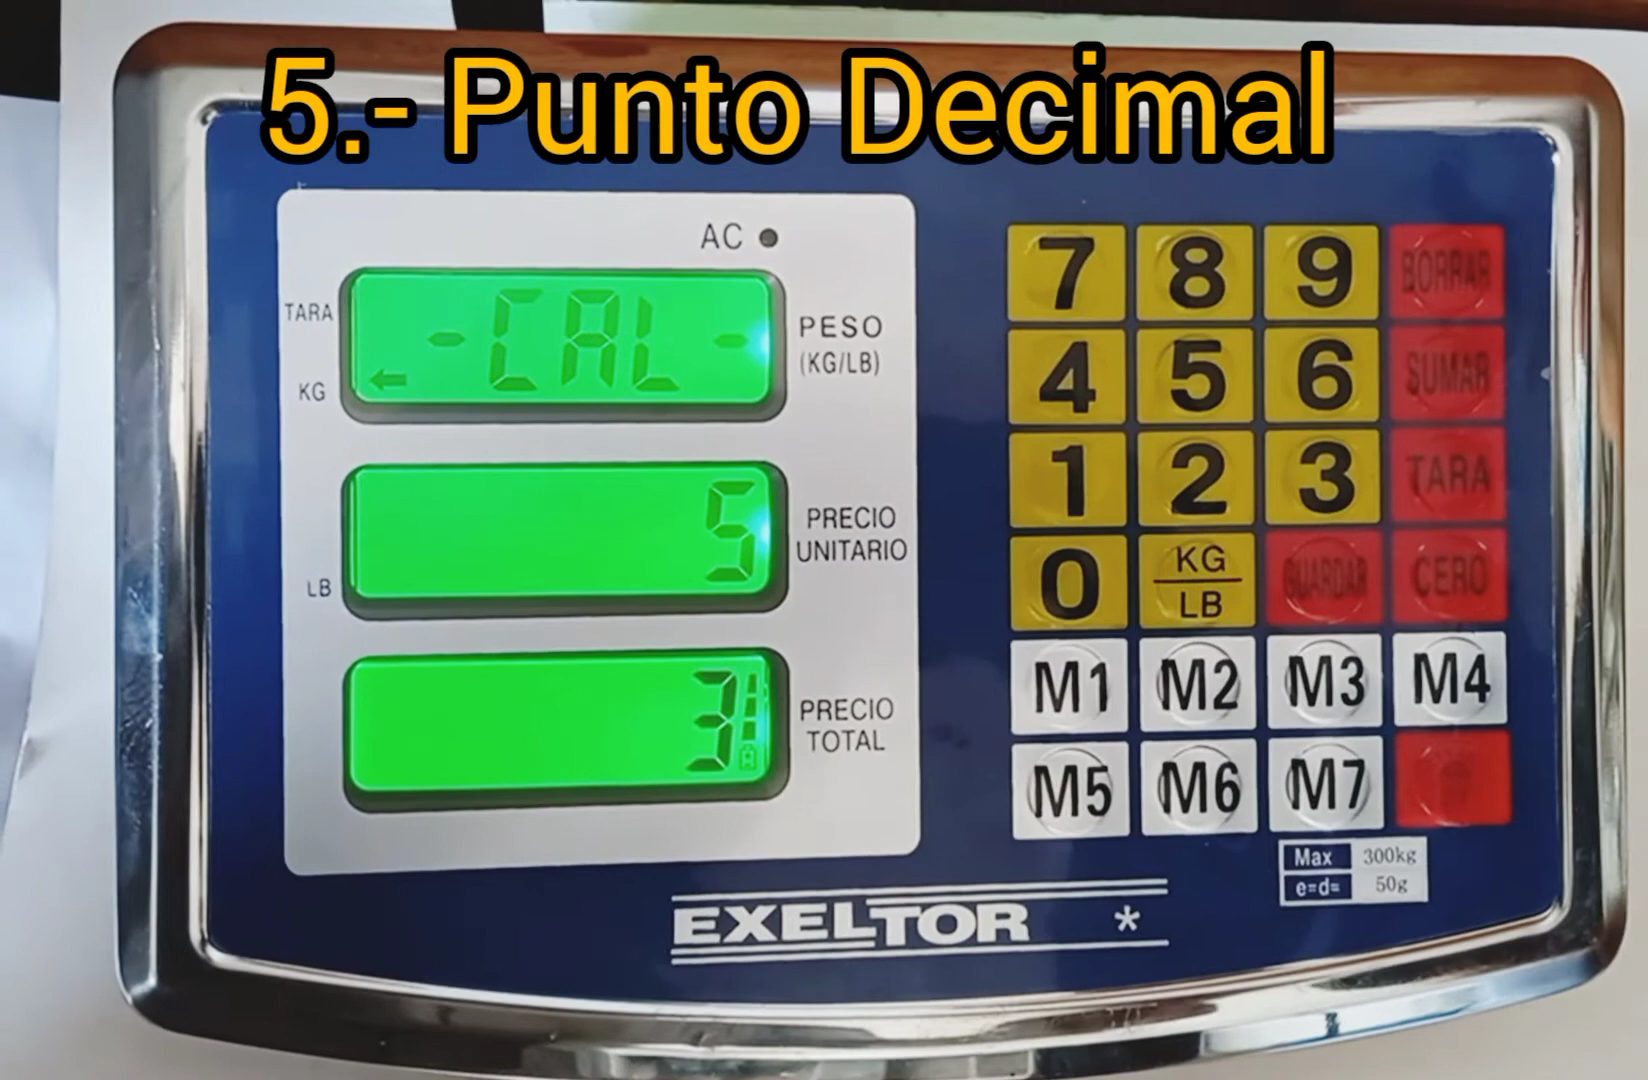 5.- Punto Decimal
AC
TARA
KG
-CAL-
PESO
(KG/LB)
5
PRECIO
UNITARIO
LB
3
PRECIO
TOTAL
7 8 9 BORRAR
4 5 6 SUMAR
1 2 3 TARA
0 KG/LB GUARDAR CERO
M1 M2 M3 M4
M5 M6 M7
Max 300kg
e=d= 50g
EXELTOR *